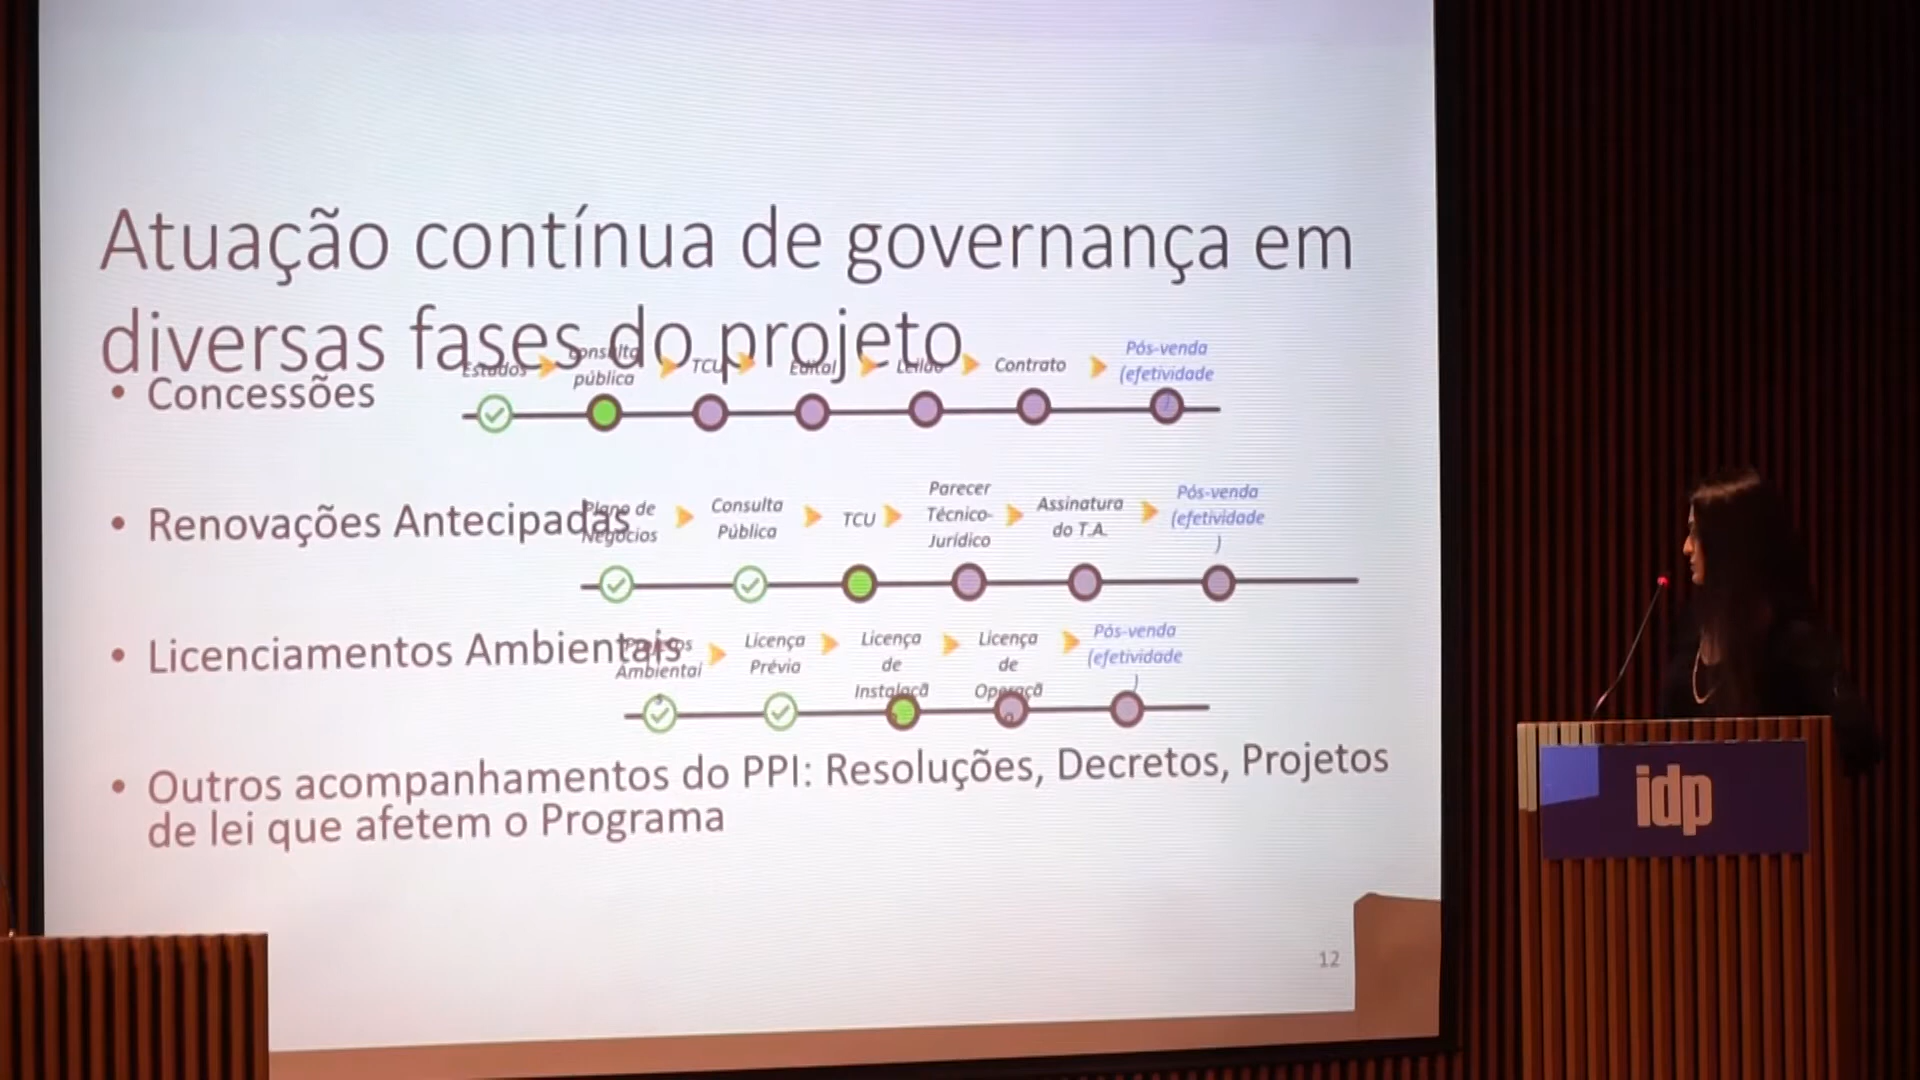 Atuação contínua de governança em
diversas fases do projeto
• Concessões
Estudos
Consulta
pública
TCU
Edital
Leilão
Contrato
Pós-venda
(efetividade
)
• Renovações Antecipadas
Plano de
Negócios
Consulta
Pública
TCU
Parecer
Técnico-
Jurídico
Assinatura
do T.A.
Pós-venda
(efetividade
)
• Licenciamentos Ambientais
Ambientai
s
Licença
Prévia
Licença
de
Instalaçã
o
Licença
de
Operaçã
o
Pós-venda
(efetividade
)
• Outros acompanhamentos do PPI: Resoluções, Decretos, Projetos
de lei que afetem o Programa
12
idp